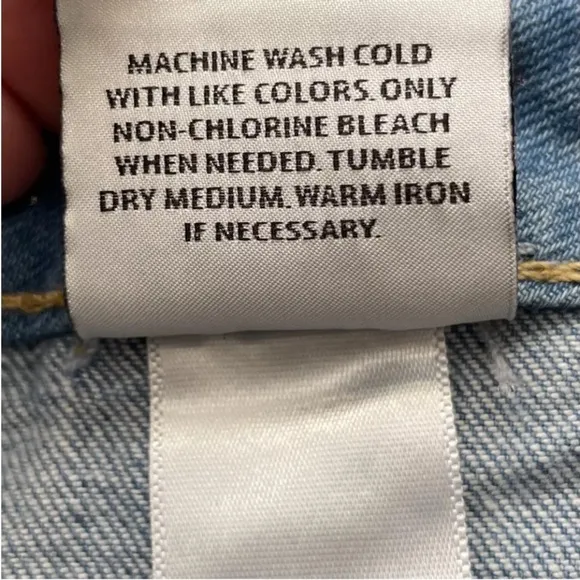 MACHINE WASH COLD
WITH LIKE COLORS. ONLY
NON-CHLORINE BLEACH
WHEN NEEDED. TUMBLE
DRY MEDIUM. WARM IRON
IF NECESSARY.